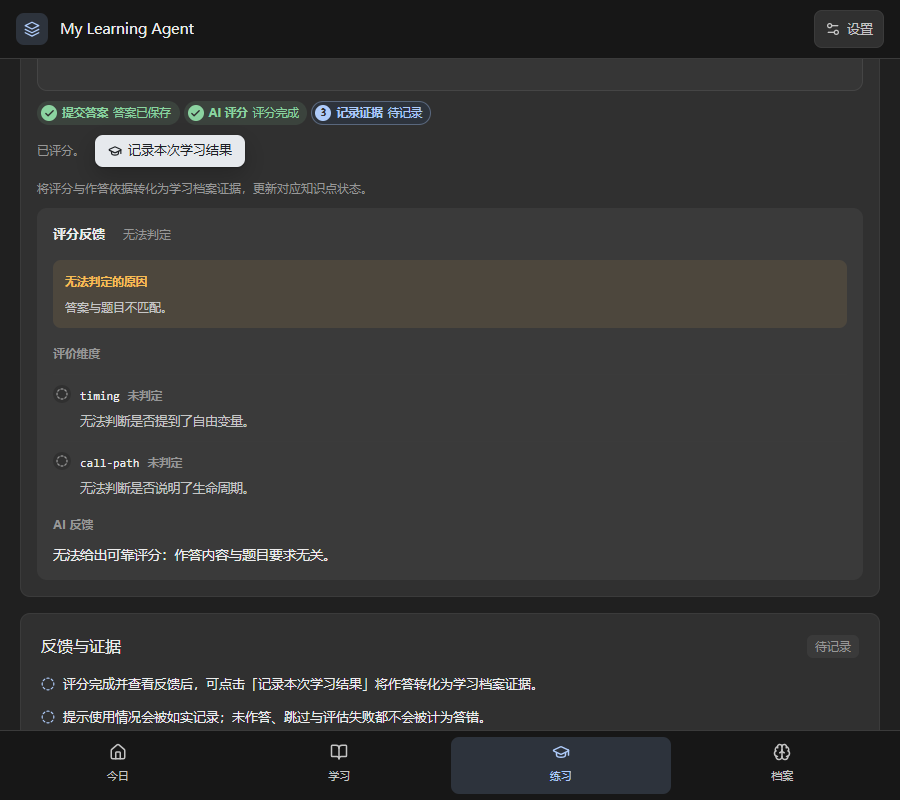 My Learning Agent
设置
提交答案 答案已保存
AI 评分 评分完成
3 记录证据 待记录
已评分。
记录本次学习结果
将评分与作答依据转化为学习档案证据，更新对应知识点状态。
评分反馈 无法判定
无法判定的原因
答案与题目不匹配。
评价维度
timing 未判定
无法判断是否提到了自由变量。
call-path 未判定
无法判断是否说明了生命周期。
AI 反馈
无法给出可靠评分：作答内容与题目要求无关。
反馈与证据
待记录
评分完成并查看反馈后，可点击「记录本次学习结果」将作答转化为学习档案证据。
提示使用情况会被如实记录；未作答、跳过与评估失败都不会被计为答错。
今日
学习
练习
档案